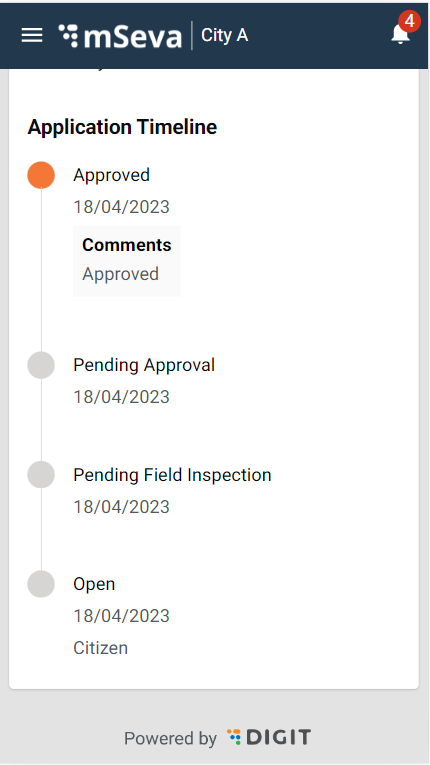 mSeva City A 4
Application Timeline
Approved
18/04/2023
Comments
Approved
Pending Approval
18/04/2023
Pending Field Inspection
18/04/2023
Open
18/04/2023
Citizen
Powered by DIGIT